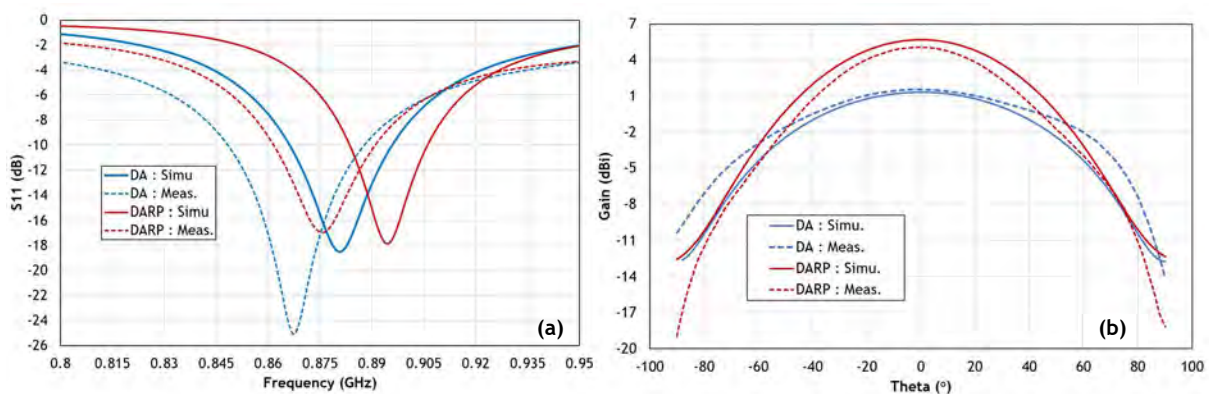 0
-2
-4
-6
-8
-10
-12
-14
-16
-18
-20
-22
-24
-26
S11 (dB)
DA : Simu
DA : Meas.
DARP : Simu
DARP : Meas.
(a)
0.8 0.815 0.83 0.845 0.86 0.875 0.89 0.905 0.92 0.935 0.95
Frequency (GHz)
7
4
1
-2
-5
-8
-11
-14
-17
-20
Gain (dBi)
DA : Simu.
DA : Meas.
DARP : Simu.
DARP : Meas.
(b)
-100 -80 -60 -40 -20 0 20 40 60 80 100
Theta (°)